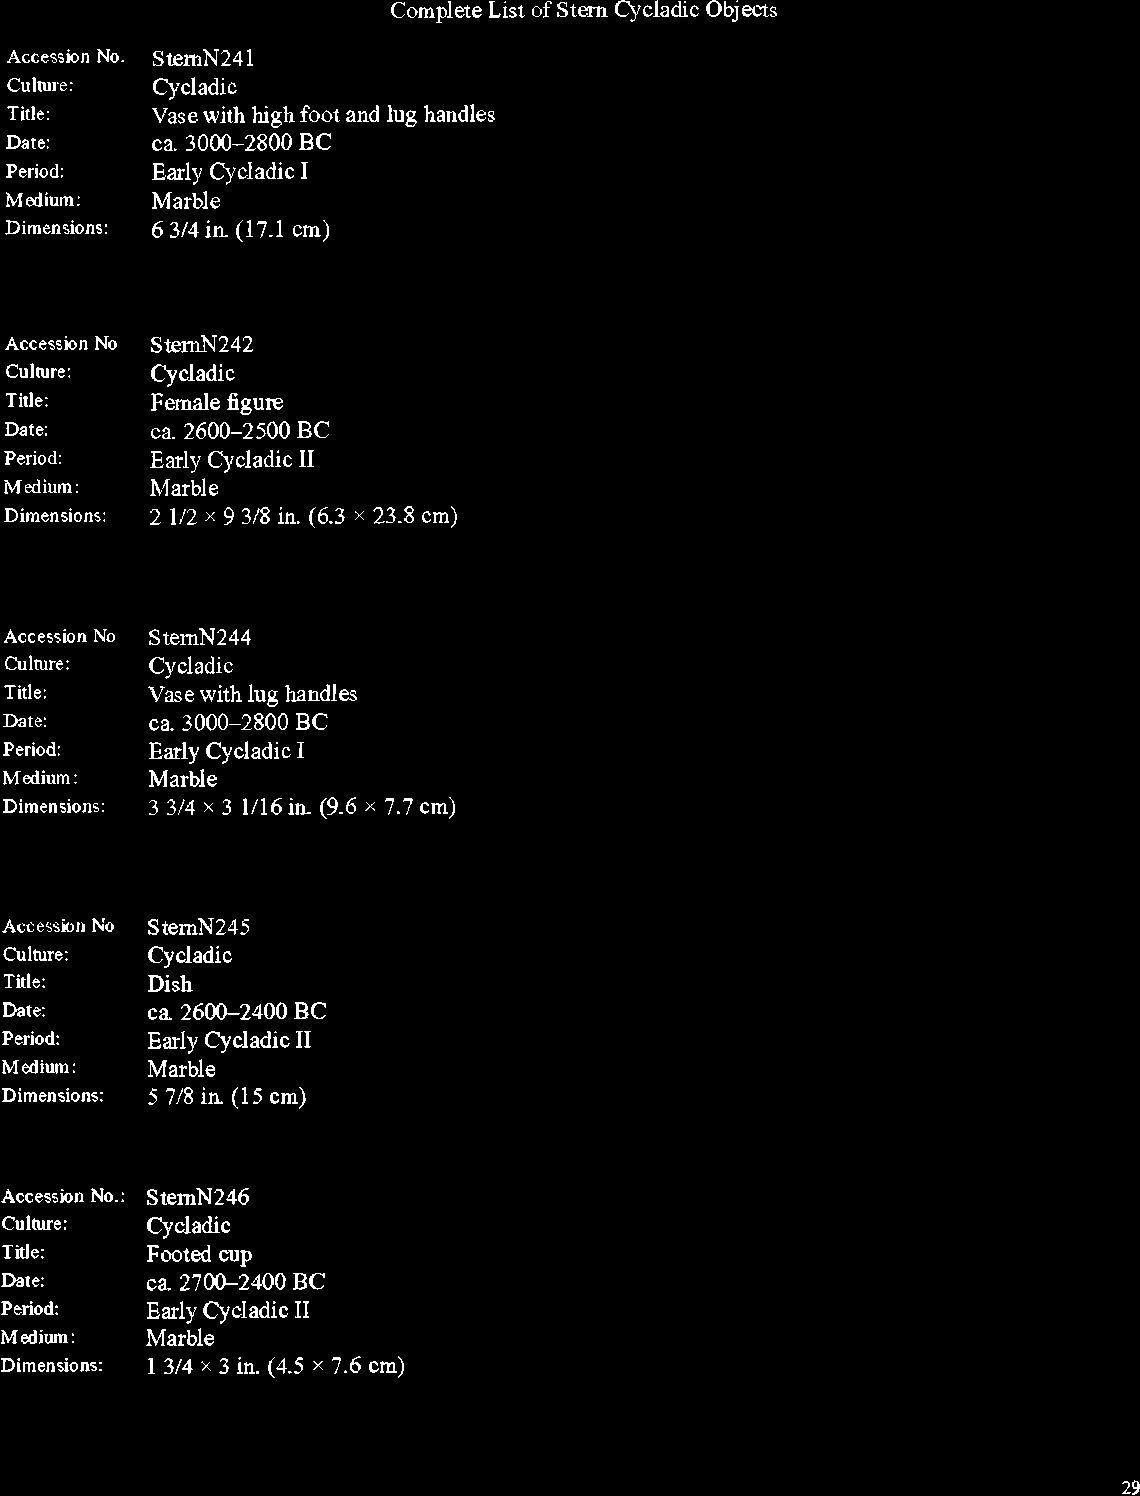 Complete List of Stern Cycladic Objects
Accession No. SternN241
Culture: Cycladic
Title: Vase with high foot and lug handles
Date: ca. 3000–2800 BC
Period: Early Cycladic I
Medium: Marble
Dimensions: 6 3/4 in. (17.1 cm)
Accession No SternN242
Culture: Cycladic
Title: Female figure
Date: ca. 2600–2500 BC
Period: Early Cycladic II
Medium: Marble
Dimensions: 2 1/2 × 9 3/8 in. (6.3 × 23.8 cm)
Accession No SternN244
Culture: Cycladic
Title: Vase with lug handles
Date: ca. 3000–2800 BC
Period: Early Cycladic I
Medium: Marble
Dimensions: 3 3/4 × 3 1/16 in. (9.6 × 7.7 cm)
Accession No SternN245
Culture: Cycladic
Title: Dish
Date: ca. 2600–2400 BC
Period: Early Cycladic II
Medium: Marble
Dimensions: 5 7/8 in. (15 cm)
Accession No.: SternN246
Culture: Cycladic
Title: Footed cup
Date: ca. 2700–2400 BC
Period: Early Cycladic II
Medium: Marble
Dimensions: 1 3/4 × 3 in. (4.5 × 7.6 cm)
29